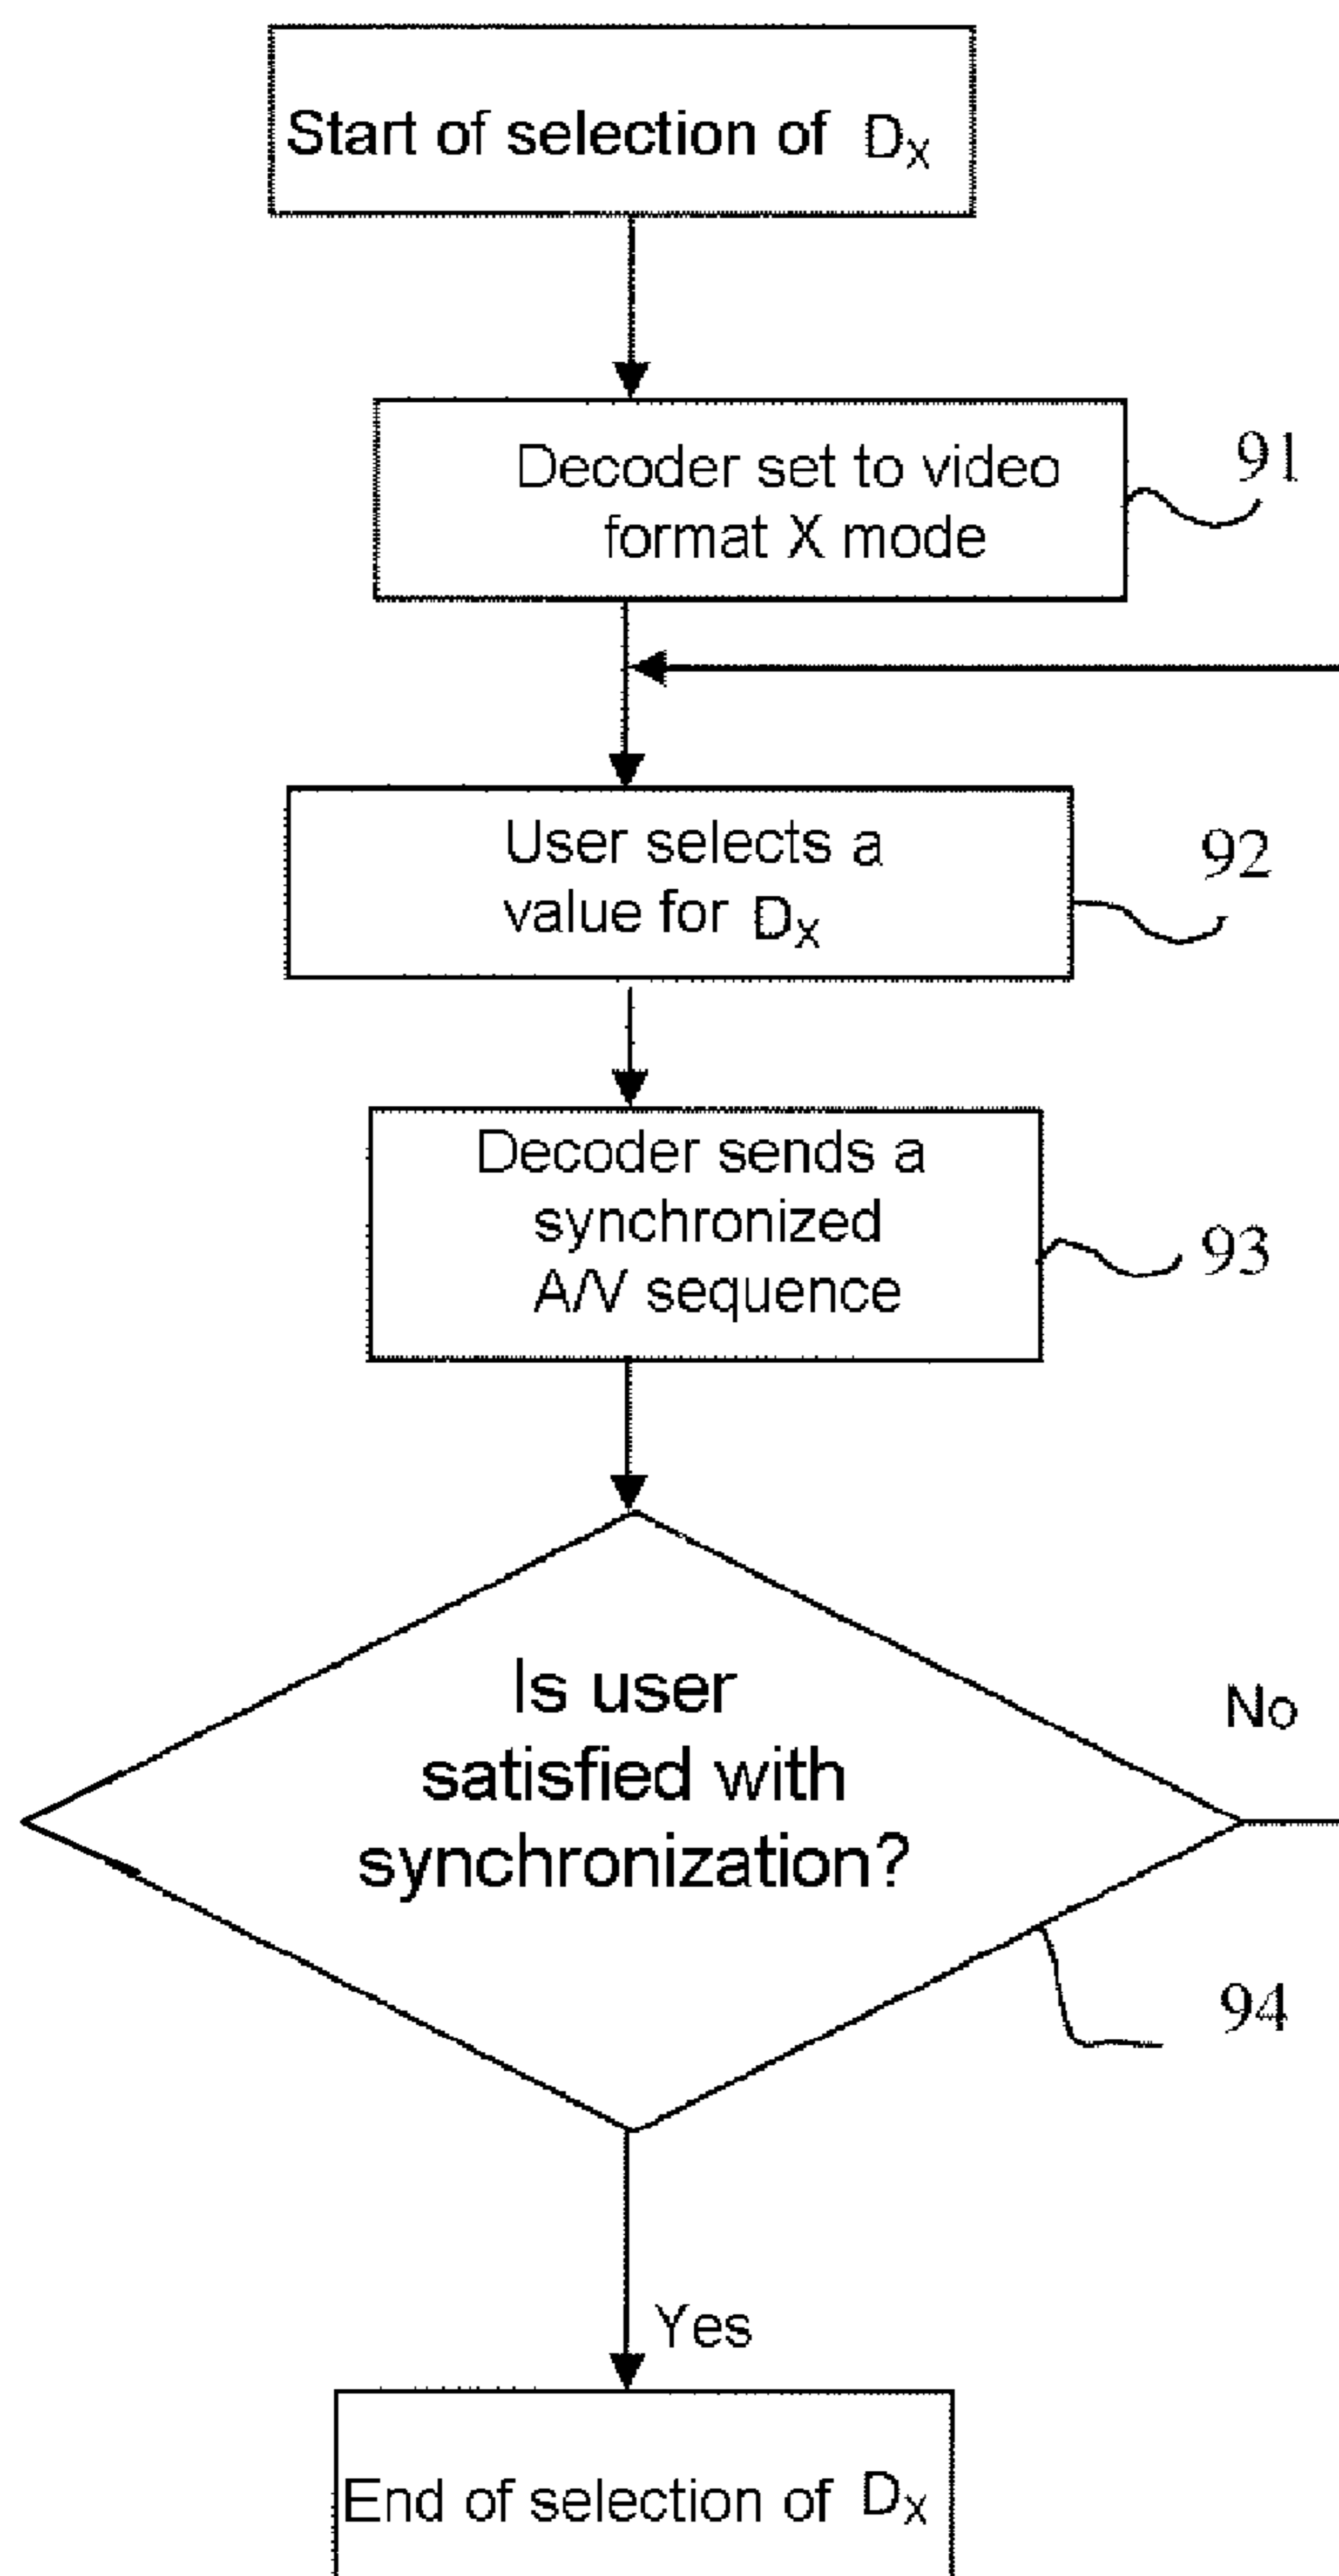 Start of selection of Dx
Decoder set to video
format X mode
91
User selects a
value for Dx
92
Decoder sends a
synchronized
A/V sequence
93
Is user
satisfied with
synchronization?
No
94
Yes
End of selection of Dx